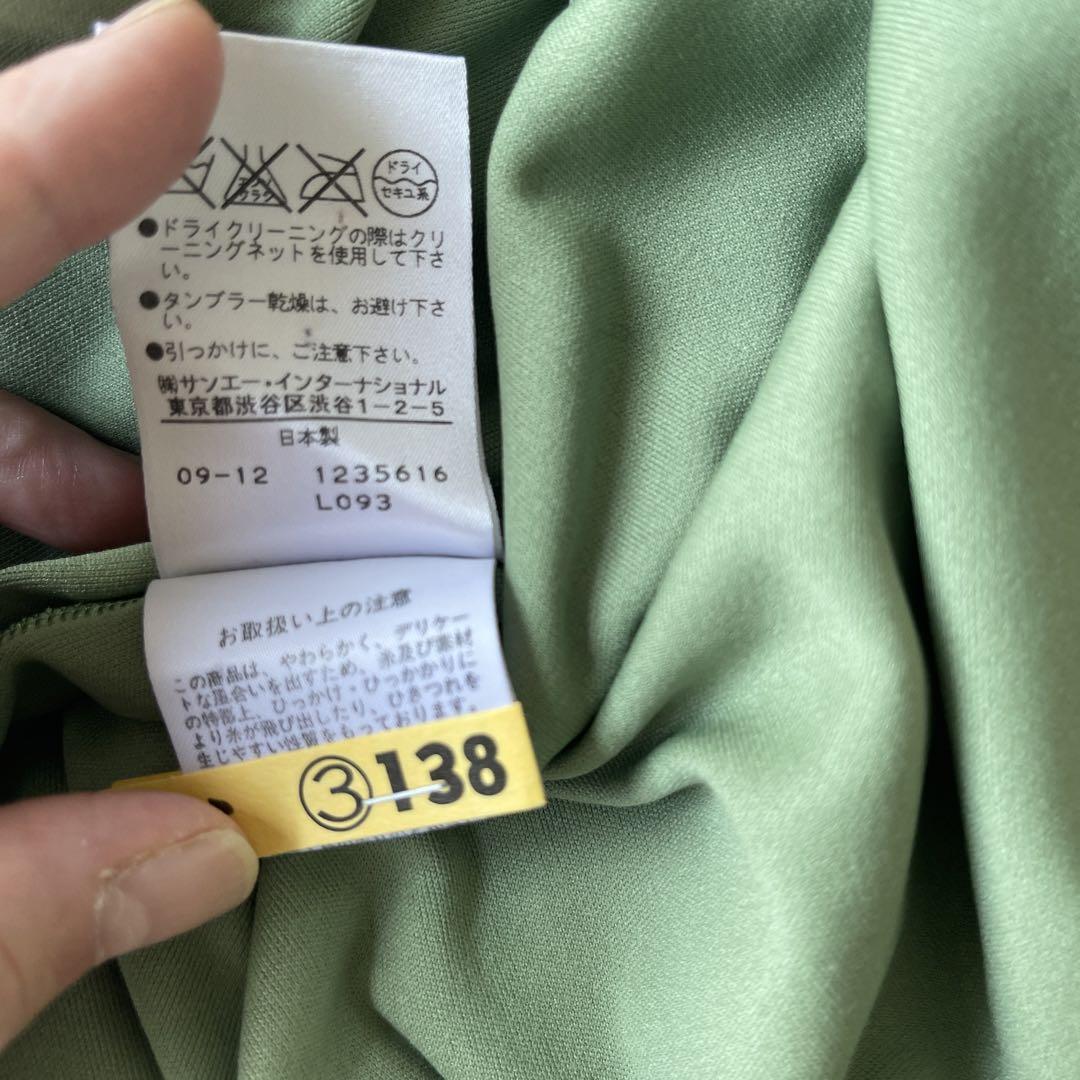 ドライ
エンソ
サラシ
セキユ系
●ドライクリーニングの際はクリ
ーニングネットを使用して下さ
い。
●タンブラー乾燥は、お避け下さ
い。
●引っかけに、ご注意下さい。
㈱サンエー・インターナショナル
東京都渋谷区渋谷1-2-5
日本製
09-12 1235616
L093
お取扱い上の注意
この商品は、やわらかく、デリケー
トな風合いを出すため、糸及び素材
の特部上、ひっかけ・ひっかかりに
より糸が飛び出したり、ひきつれを
生じやすい性質をもっております。
③138